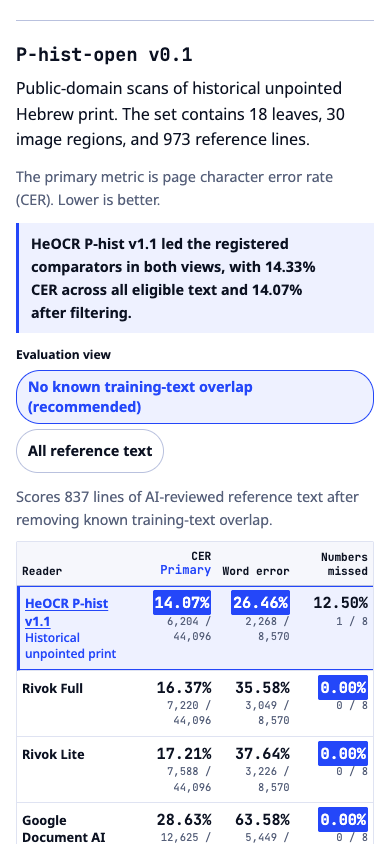 P-hist-open v0.1
Public-domain scans of historical unpointed
Hebrew print. The set contains 18 leaves, 30
image regions, and 973 reference lines.
The primary metric is page character error rate
(CER). Lower is better.
HeOCR P-hist v1.1 led the registered
comparators in both views, with 14.33%
CER across all eligible text and 14.07%
after filtering.
Evaluation view
No known training-text overlap
(recommended)
All reference text
Scores 837 lines of AI-reviewed reference text after
removing known training-text overlap.
Reader CER Primary Word error Numbers missed
HeOCR P-hist v1.1 14.07% 26.46% 12.50%
Historical unpointed print 6,204 / 44,096 2,268 / 8,570 1 / 8
Rivok Full 16.37% 35.58% 0.00%
7,220 / 44,096 3,049 / 8,570 0 / 8
Rivok Lite 17.21% 37.64% 0.00%
7,588 / 44,096 3,226 / 8,570 0 / 8
Google 28.63% 63.58% 0.00%
Document AI 12,625 / 5,449 / 0 / 8